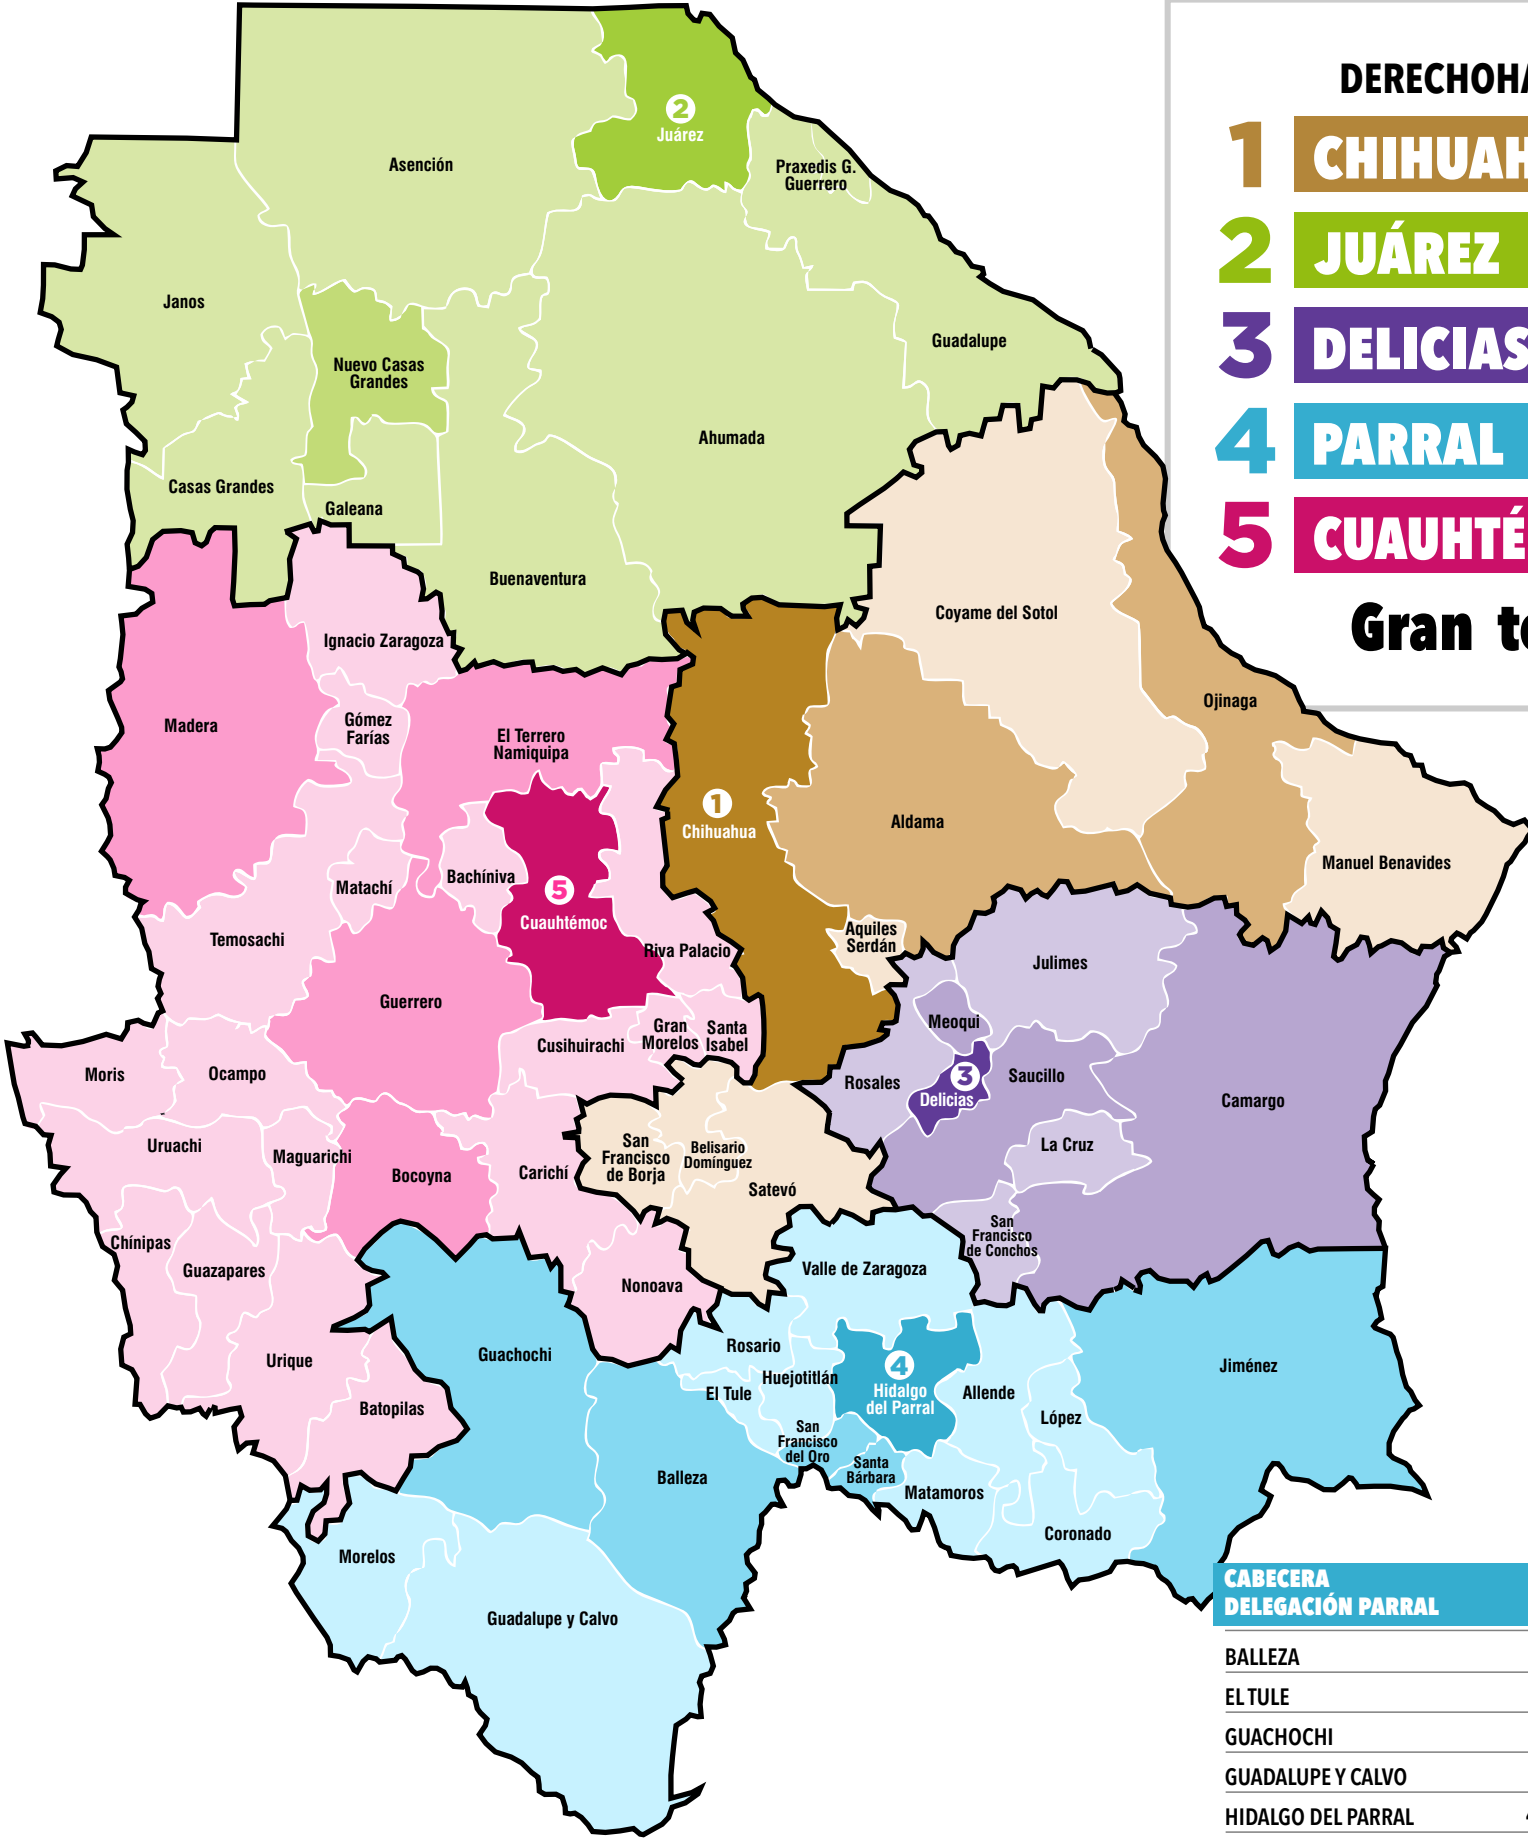 DERECHOHA
1 CHIHUAH
2 JUÁREZ
3 DELICIAS
4 PARRAL
5 CUAUHTÉ
Gran to
2
Juárez
Asención
Praxedis G.
Guerrero
Janos
Guadalupe
Nuevo Casas
Grandes
Ahumada
Casas Grandes
Galeana
Buenaventura
Coyame del Sotol
Ignacio Zaragoza
Ojinaga
Madera
Gómez
Farías
El Terrero
Namiquipa
1
Chihuahua
Aldama
Manuel Benavides
Matachí
Bachíniva
5
Cuauhtémoc
Temosachi
Riva Palacio
Aquiles
Serdán
Julimes
Guerrero
Meoqui
Gran
Morelos
Santa
Isabel
Cusihuirachi
Moris
Ocampo
Rosales
3
Delicias
Saucillo
Camargo
Uruachi
Maguarichi
Bocoyna
Carichí
San
Francisco
de Borja
Belisario
Domínguez
Satevó
La Cruz
San
Francisco
de Conchos
Chínipas
Guazapares
Nonoava
Valle de Zaragoza
Urique
Guachochi
Rosario
Huejotitlán
El Tule
4
Hidalgo
del Parral
Allende
Jiménez
Batopilas
López
San
Francisco
del Oro
Santa
Bárbara
Balleza
Matamoros
Coronado
Morelos
Guadalupe y Calvo
CABECERA
DELEGACIÓN PARRAL
BALLEZA
EL TULE
GUACHOCHI
GUADALUPE Y CALVO
HIDALGO DEL PARRAL